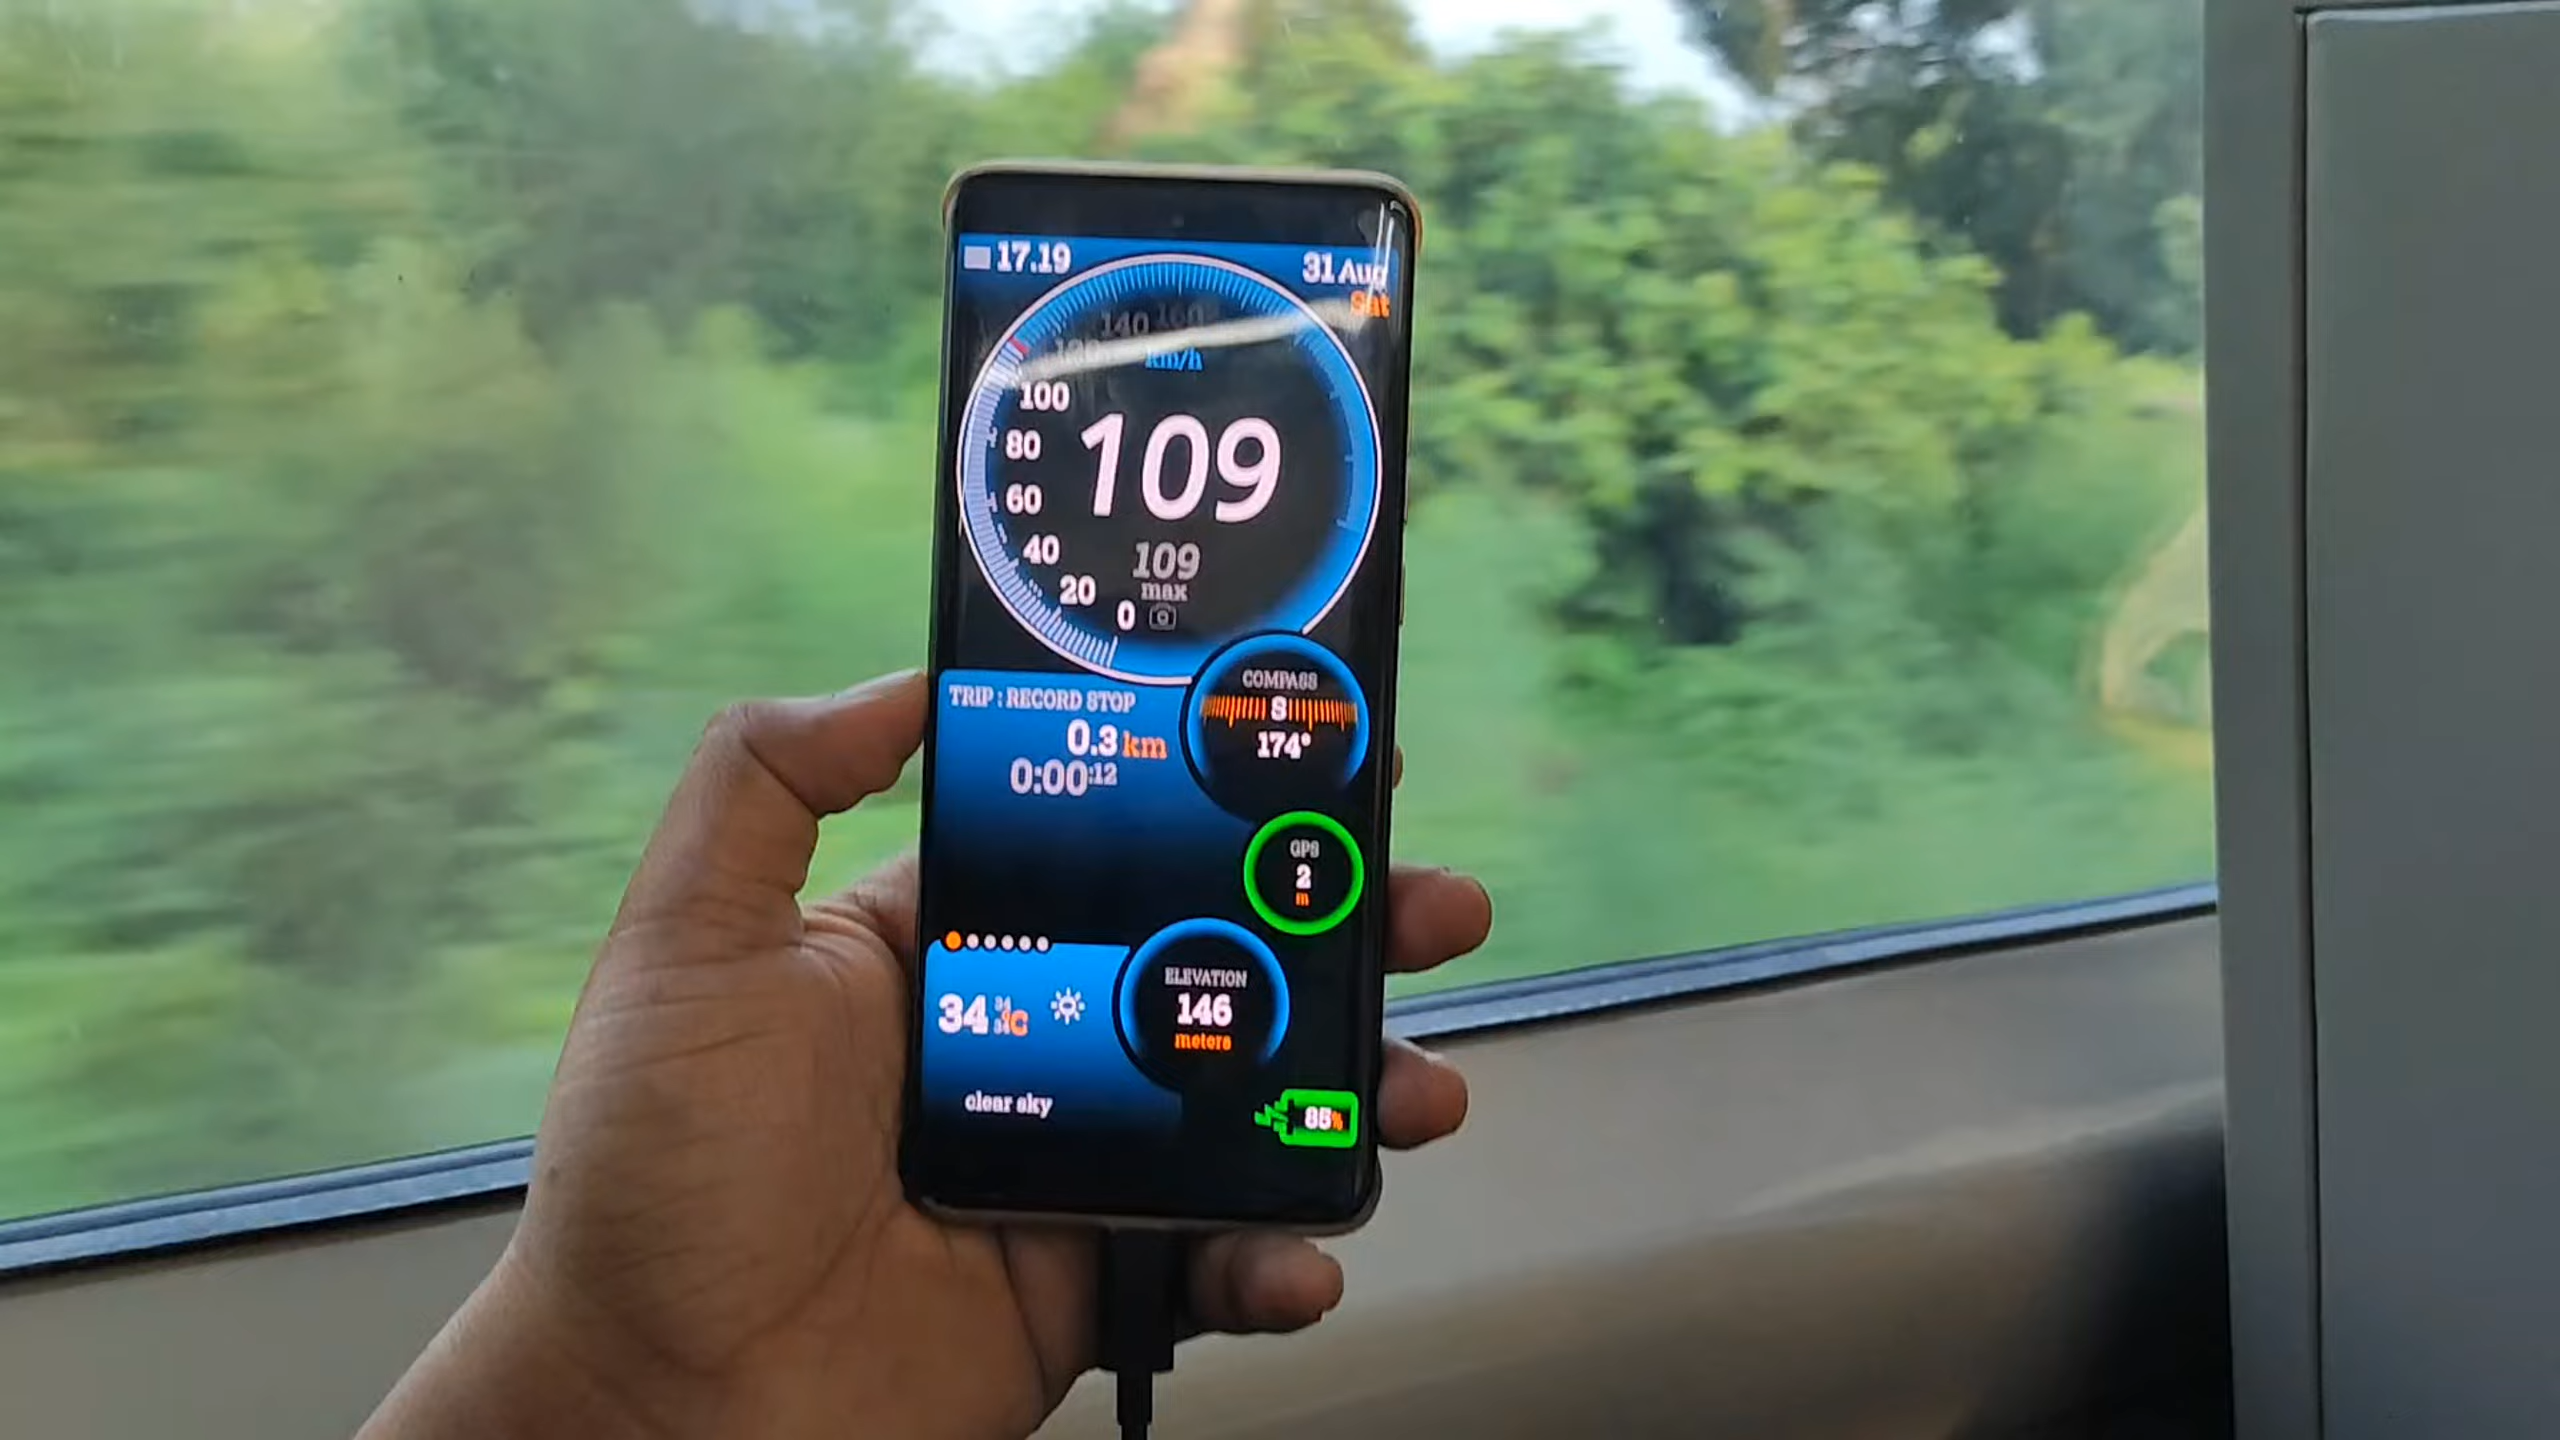 17.19
31 Aug
Sat
140 160
km/h
100
80
60
40
20
0
109
109
max
TRIP : RECORD STOP
0.3 km
0:00:12
COMPASS
S
174°
GPS
2
m
ELEVATION
146
meters
34 °C
clear sky
85%